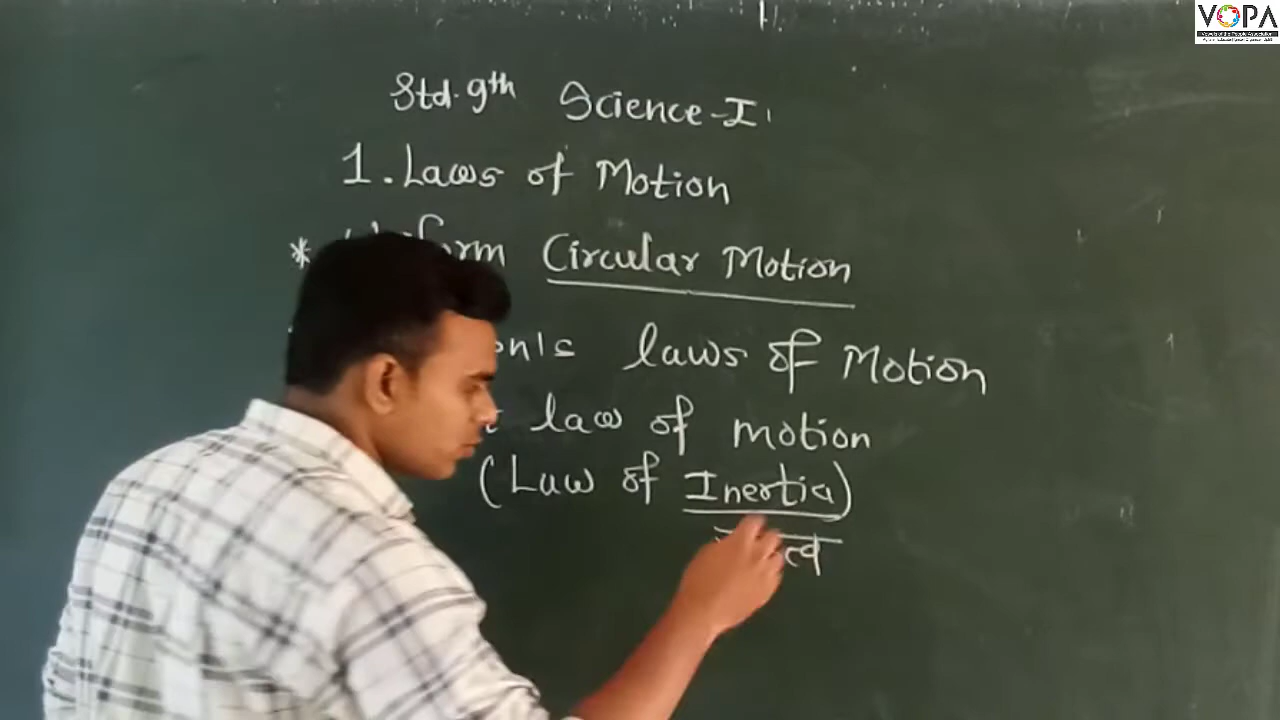 VOPA
Std. 9th Science-I
1. Laws of Motion
* Circular Motion
laws of Motion
law of motion
(Law of Inertia)